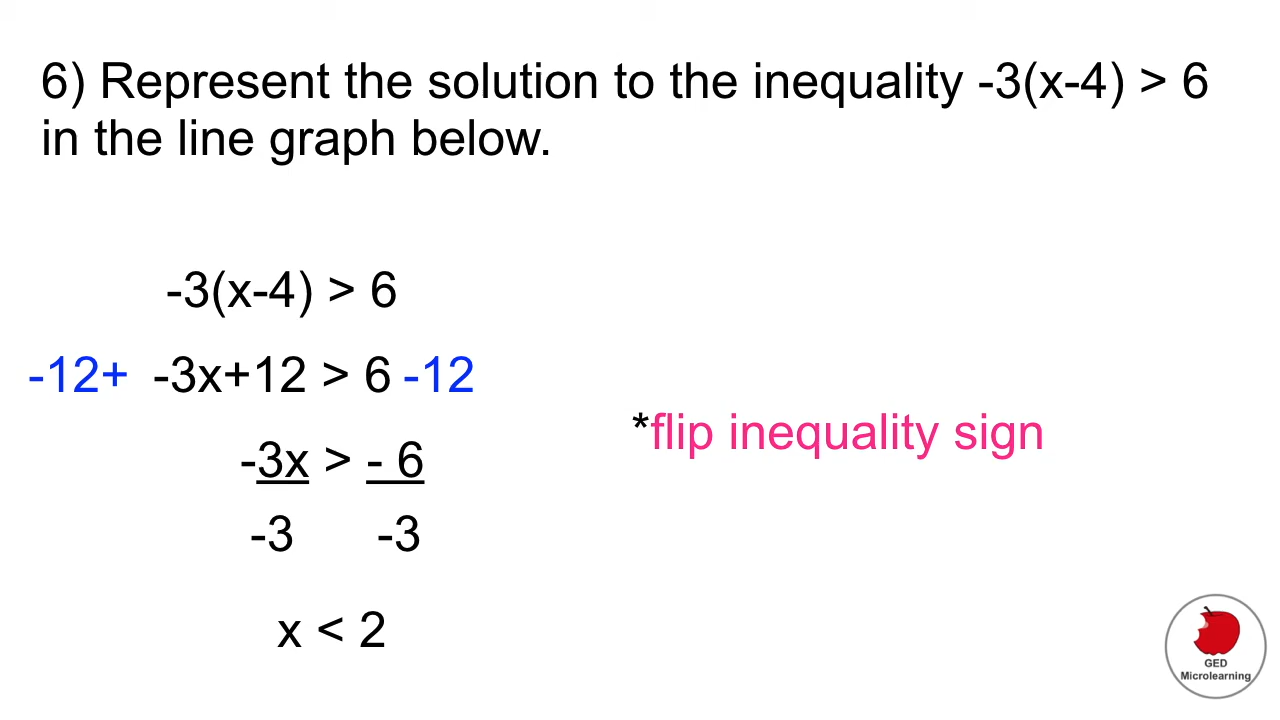 6) Represent the solution to the inequality -3(x-4) > 6
in the line graph below.
-3(x-4) > 6
-12+ -3x+12 > 6 -12
*flip inequality sign
-3x > - 6
-3 -3
x < 2
GED
Microlearning